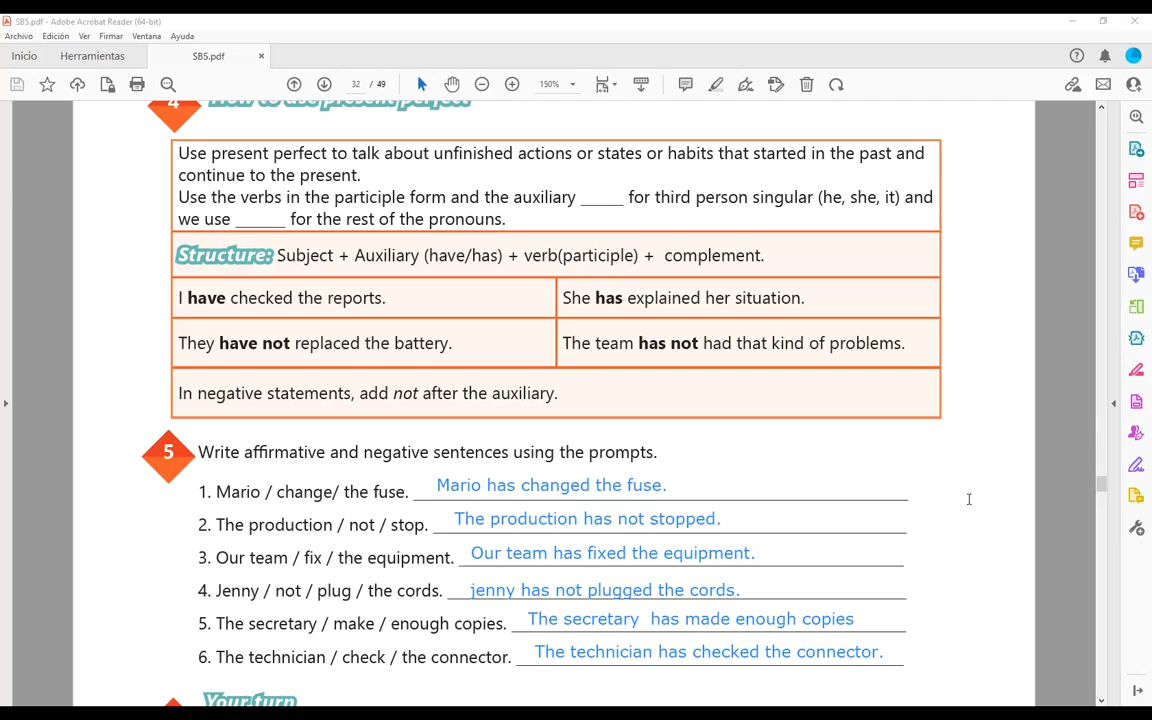 SB5.pdf - Adobe Acrobat Reader (64-bit)
Archivo Edición Ver Firmar Ventana Ayuda
Inicio Herramientas SB5.pdf ×
32 / 49 150%
4 How to use present perfect
Use present perfect to talk about unfinished actions or states or habits that started in the past and
continue to the present.
Use the verbs in the participle form and the auxiliary _____ for third person singular (he, she, it) and
we use ______ for the rest of the pronouns.
Structure: Subject + Auxiliary (have/has) + verb(participle) + complement.
I have checked the reports. She has explained her situation.
They have not replaced the battery. The team has not had that kind of problems.
In negative statements, add not after the auxiliary.
5 Write affirmative and negative sentences using the prompts.
1. Mario / change/ the fuse. Mario has changed the fuse.
2. The production / not / stop. The production has not stopped.
3. Our team / fix / the equipment. Our team has fixed the equipment.
4. Jenny / not / plug / the cords. jenny has not plugged the cords.
5. The secretary / make / enough copies. The secretary has made enough copies
6. The technician / check / the connector. The technician has checked the connector.
Your turn